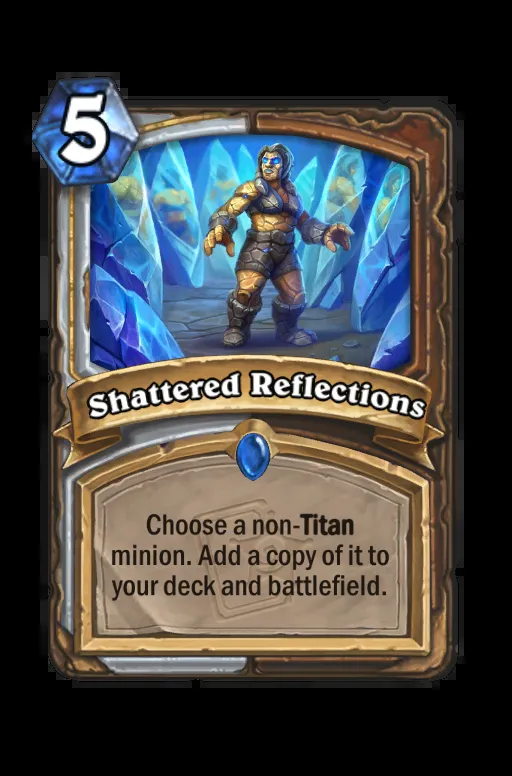 5
Shattered Reflections
Choose a non-Titan
minion. Add a copy of it to
your deck and battlefield.